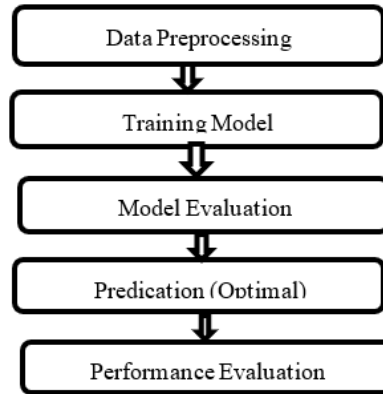 Data Preprocessing
Training Model
Model Evaluation
Predication (Optimal)
Performance Evaluation